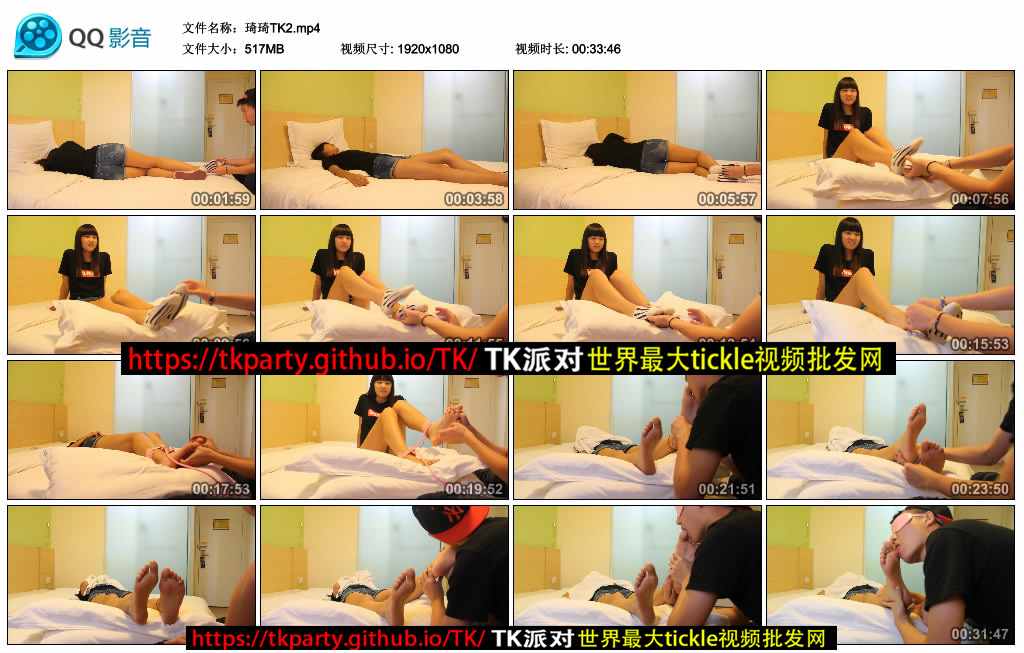 QQ 影音
文件名称: 琦琦TK2.mp4
文件大小: 517MB 视频尺寸: 1920x1080 视频时长: 00:33:46
00:01:59
00:03:58
00:05:57
00:07:56
https://tkparty.github.io/TK/ TK派对 世界最大tickle视频批发网
00:15:53
00:17:53
00:19:52
00:21:51
00:23:50
https://tkparty.github.io/TK/ TK派对 世界最大tickle视频批发网
00:31:47